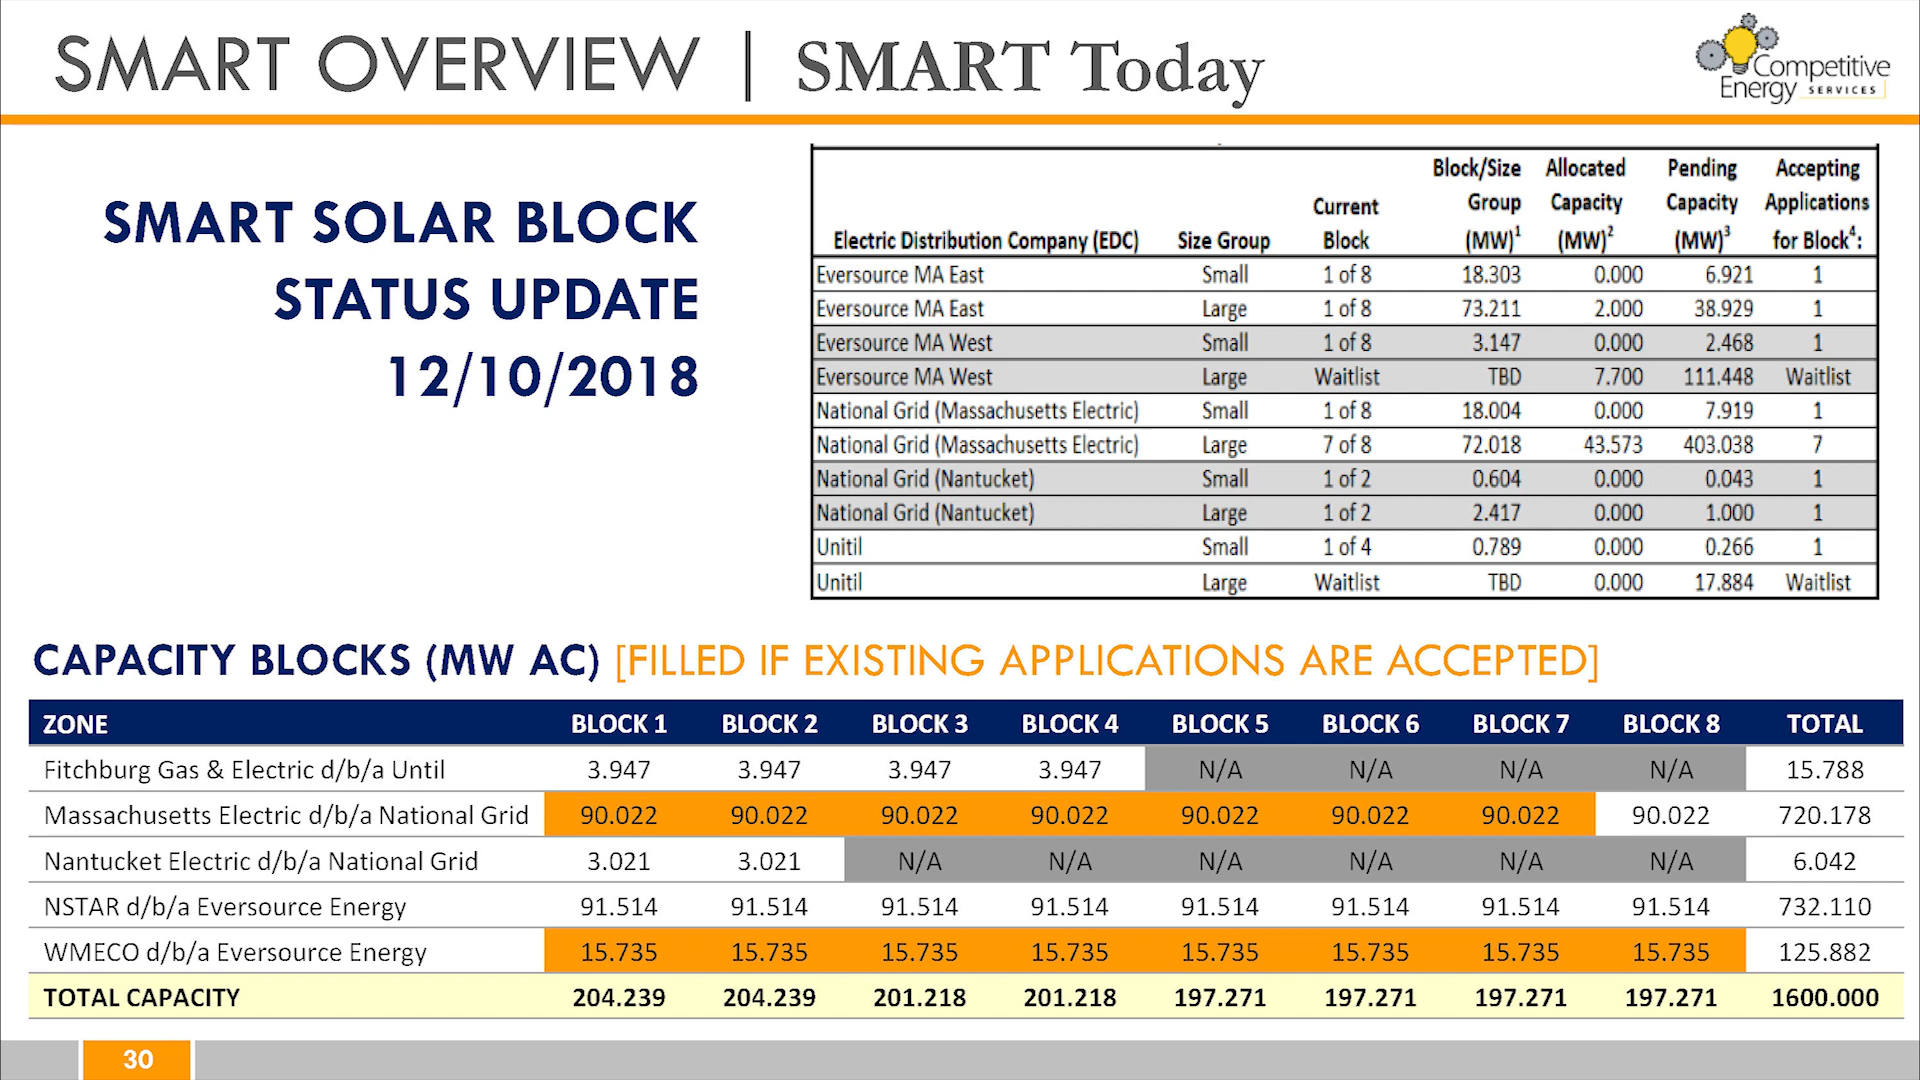 SMART OVERVIEW | SMART Today
Competitive
Energy SERVICES
SMART SOLAR BLOCK
STATUS UPDATE
12/10/2018
Electric Distribution Company (EDC) Size Group Current Block Block/Size Group (MW)1 Allocated Capacity (MW)2 Pending Capacity (MW)3 Accepting Applications for Block4:
Eversource MA East Small 1 of 8 18.303 0.000 6.921 1
Eversource MA East Large 1 of 8 73.211 2.000 38.929 1
Eversource MA West Small 1 of 8 3.147 0.000 2.468 1
Eversource MA West Large Waitlist TBD 7.700 111.448 Waitlist
National Grid (Massachusetts Electric) Small 1 of 8 18.004 0.000 7.919 1
National Grid (Massachusetts Electric) Large 7 of 8 72.018 43.573 403.038 7
National Grid (Nantucket) Small 1 of 2 0.604 0.000 0.043 1
National Grid (Nantucket) Large 1 of 2 2.417 0.000 1.000 1
Unitil Small 1 of 4 0.789 0.000 0.266 1
Unitil Large Waitlist TBD 0.000 17.884 Waitlist
CAPACITY BLOCKS (MW AC) [FILLED IF EXISTING APPLICATIONS ARE ACCEPTED]
ZONE BLOCK 1 BLOCK 2 BLOCK 3 BLOCK 4 BLOCK 5 BLOCK 6 BLOCK 7 BLOCK 8 TOTAL
Fitchburg Gas & Electric d/b/a Until 3.947 3.947 3.947 3.947 N/A N/A N/A N/A 15.788
Massachusetts Electric d/b/a National Grid 90.022 90.022 90.022 90.022 90.022 90.022 90.022 90.022 720.178
Nantucket Electric d/b/a National Grid 3.021 3.021 N/A N/A N/A N/A N/A N/A 6.042
NSTAR d/b/a Eversource Energy 91.514 91.514 91.514 91.514 91.514 91.514 91.514 91.514 732.110
WMECO d/b/a Eversource Energy 15.735 15.735 15.735 15.735 15.735 15.735 15.735 15.735 125.882
TOTAL CAPACITY 204.239 204.239 201.218 201.218 197.271 197.271 197.271 197.271 1600.000
30